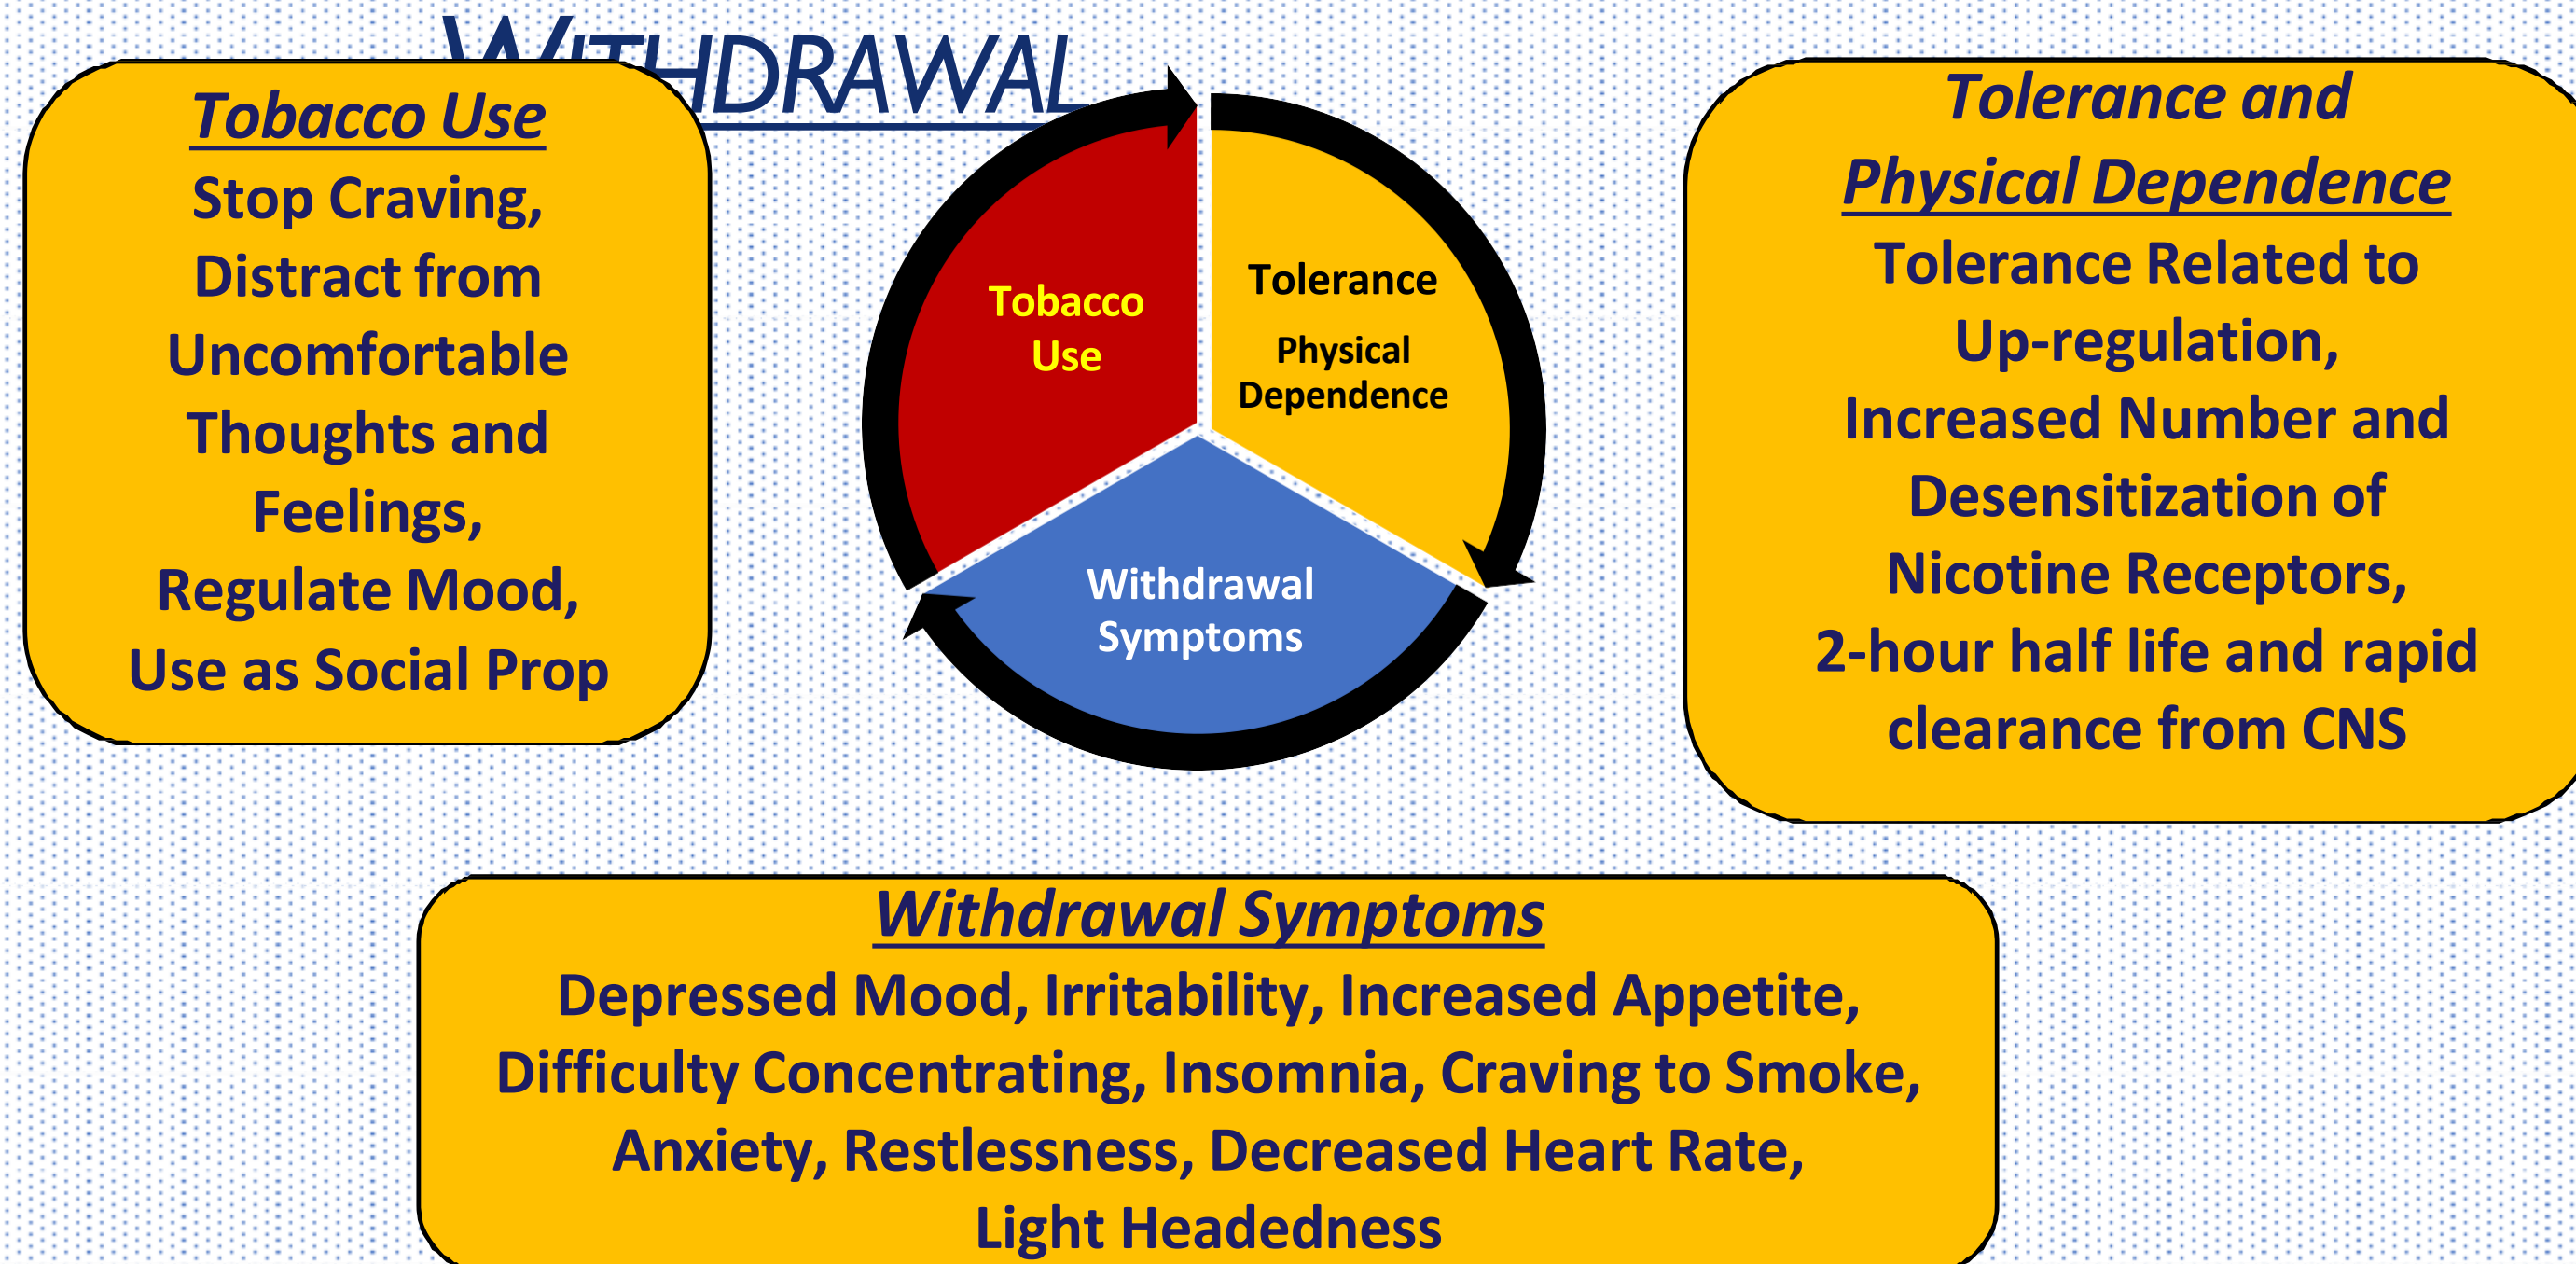 WITHDRAWAL
Tobacco Use
Stop Craving,
Distract from
Uncomfortable
Thoughts and
Feelings,
Regulate Mood,
Use as Social Prop
Tobacco
Use
Tolerance
Physical
Dependence
Withdrawal
Symptoms
Tolerance and
Physical Dependence
Tolerance Related to
Up-regulation,
Increased Number and
Desensitization of
Nicotine Receptors,
2-hour half life and rapid
clearance from CNS
Withdrawal Symptoms
Depressed Mood, Irritability, Increased Appetite,
Difficulty Concentrating, Insomnia, Craving to Smoke,
Anxiety, Restlessness, Decreased Heart Rate,
Light Headedness